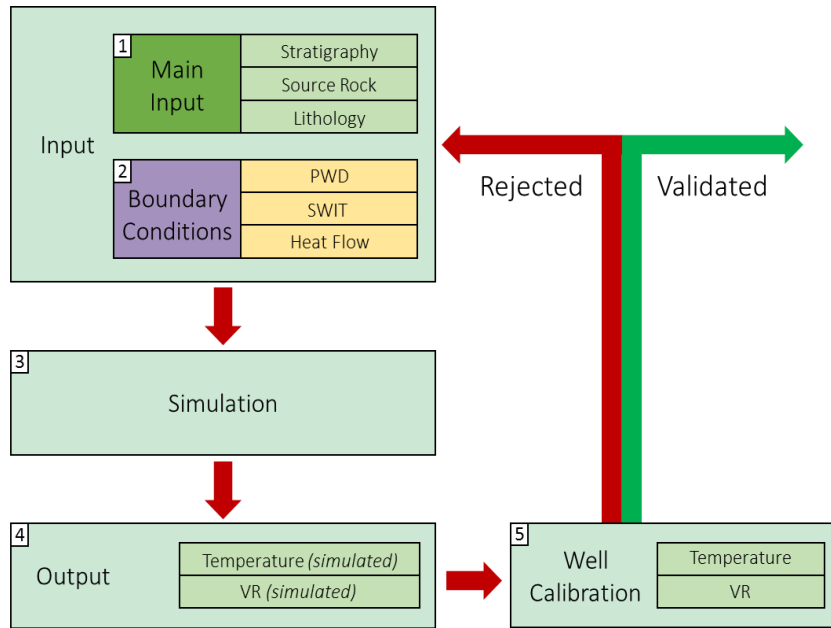 1
Main
Input
Stratigraphy
Source Rock
Lithology
Input
2
Boundary
Conditions
PWD
SWIT
Heat Flow
Rejected
Validated
3
Simulation
4
Output
Temperature (simulated)
VR (simulated)
5
Well
Calibration
Temperature
VR